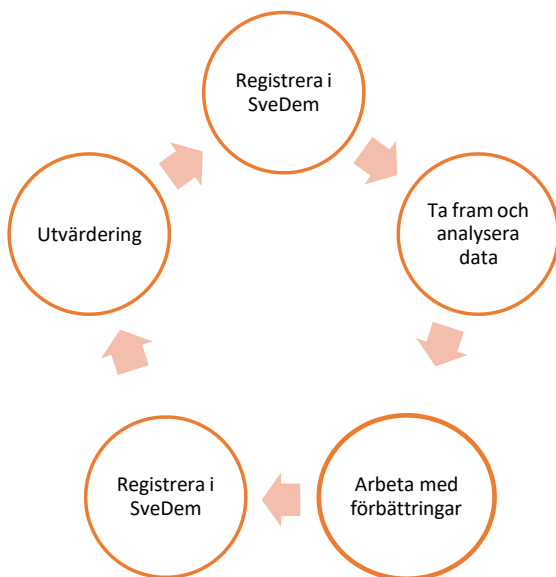 Registrera i
SveDem
Ta fram och
analysera
data
Arbeta med
förbättringar
Registrera i
SveDem
Utvärdering